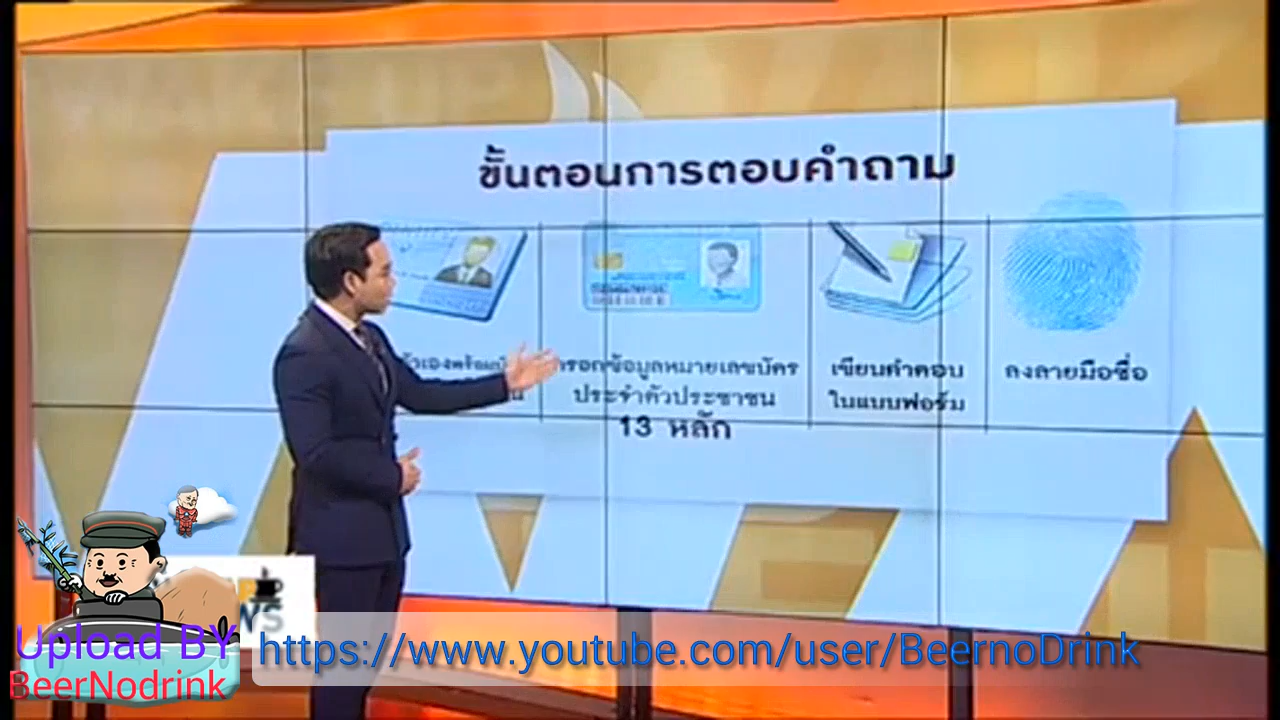 ขั้นตอนการตอบคำถาม
กรอกข้อมูลหมายเลขบัตร
ประจำตัวประชาชน
13 หลัก
เขียนคำตอบ
ในแบบฟอร์ม
ลงลายมือชื่อ
Upload BY
BeerNodrink
https://www.youtube.com/user/BeernoDrink